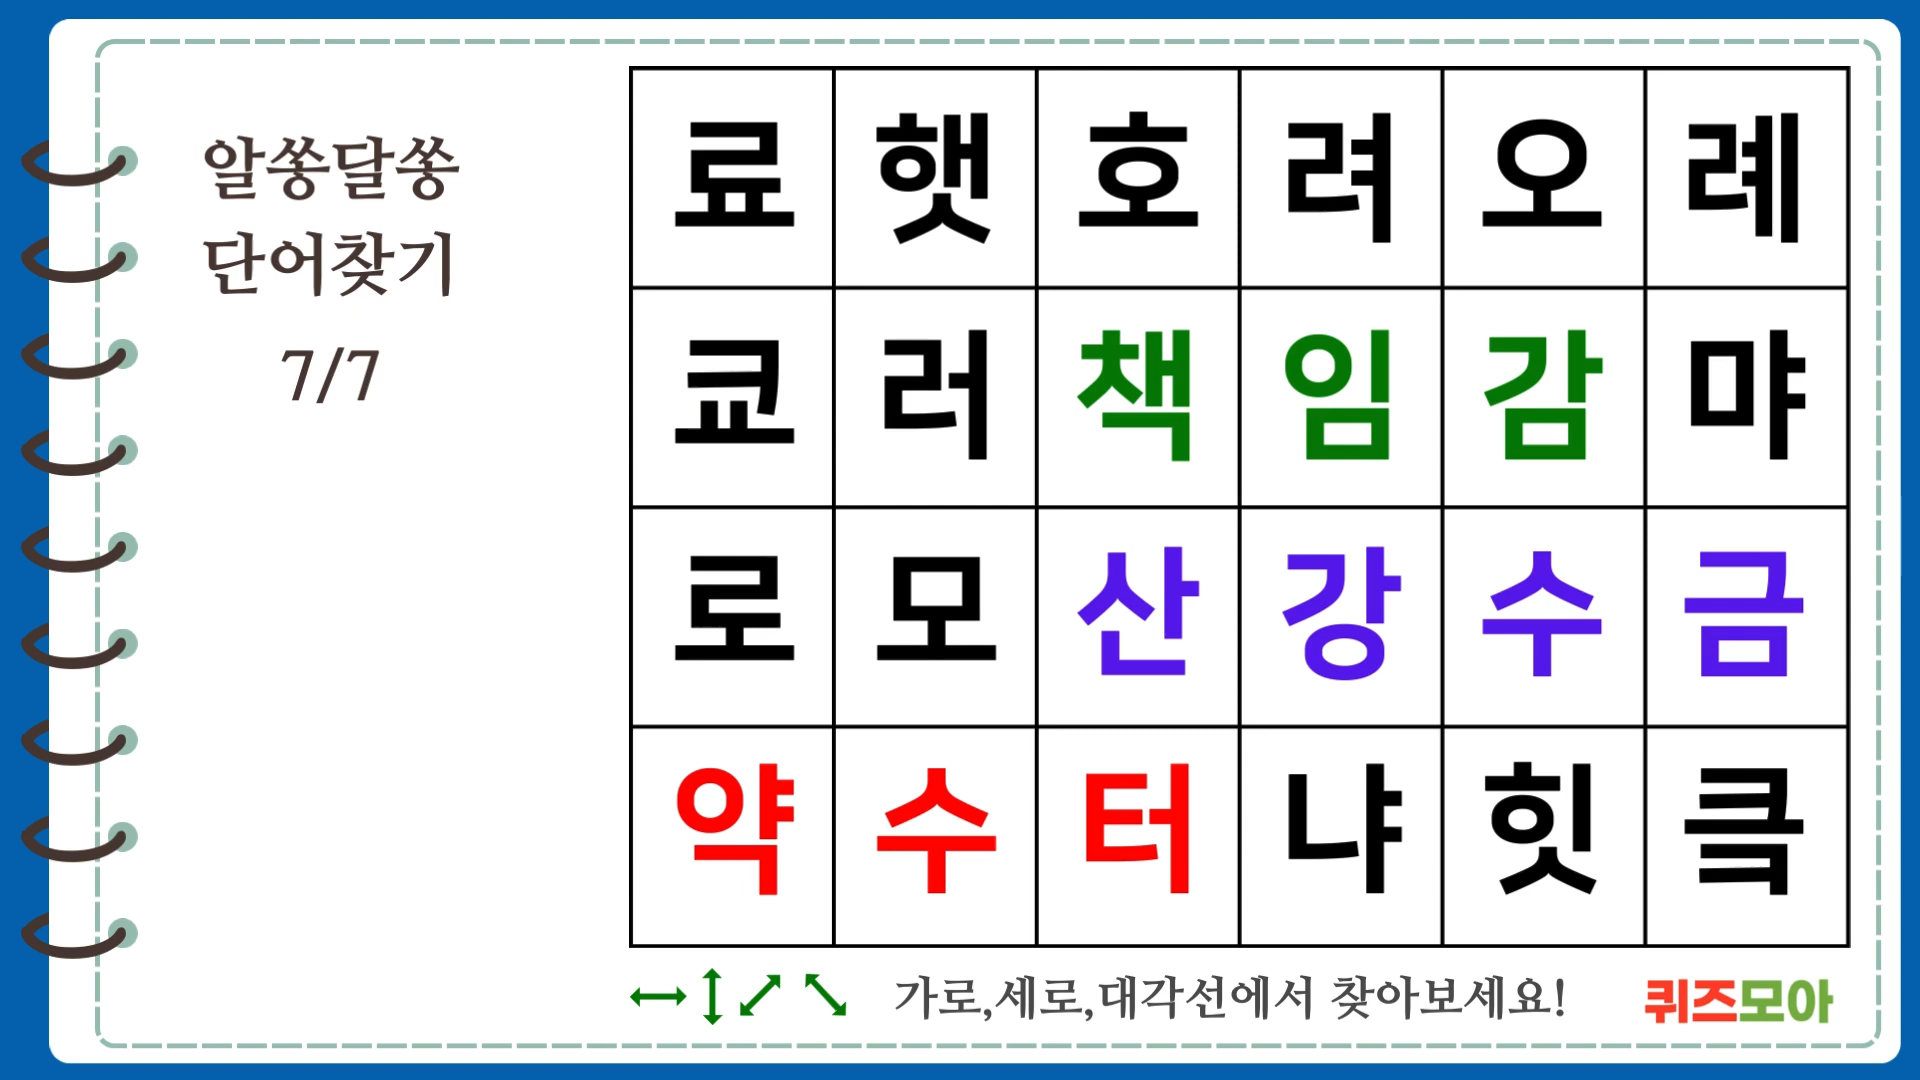 알쏭달쏭
단어찾기
7/7
료 햇 호 려 오 례
쿄 러 책 임 감 먀
로 모 산 강 수 금
약 수 터 냐 힛 큭
가로,세로,대각선에서 찾아보세요!
퀴즈모아